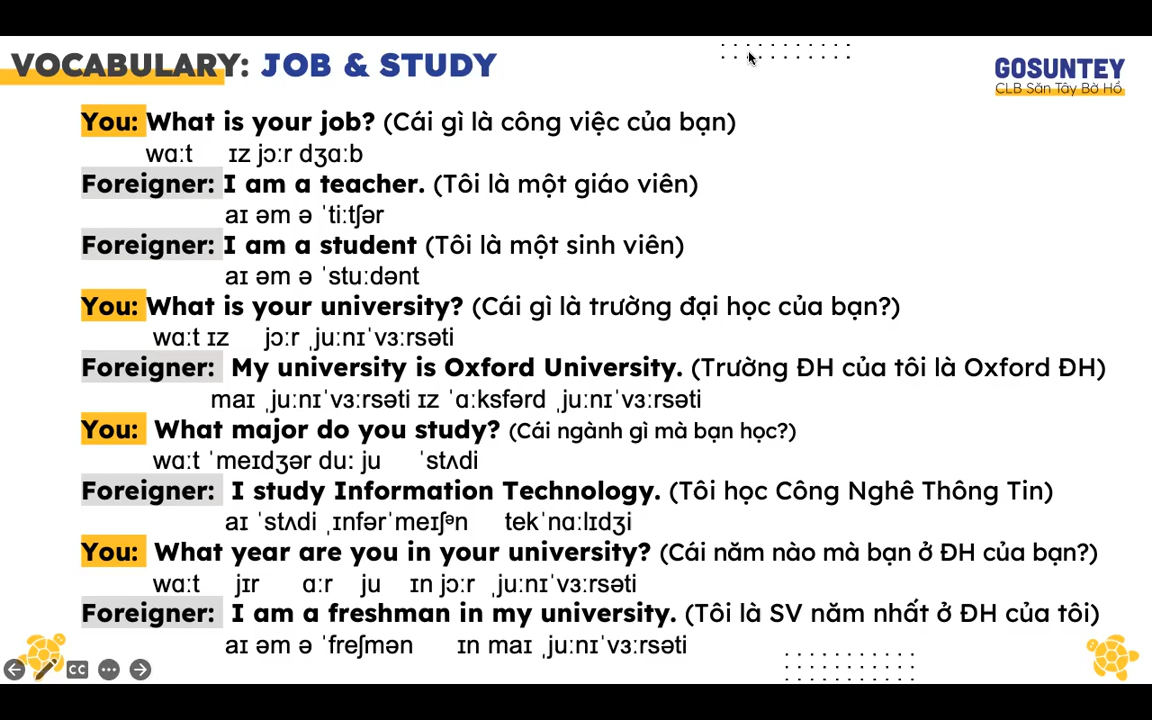 VOCABULARY: JOB & STUDY
GOSUNTEY
CLB Săn Tây Bờ Hồ
You: What is your job? (Cái gì là công việc của bạn)
wɑːt ɪz jɔːr dʒɑːb
Foreigner: I am a teacher. (Tôi là một giáo viên)
aɪ əm ə ˈtiːtʃər
Foreigner: I am a student (Tôi là một sinh viên)
aɪ əm ə ˈstuːdənt
You: What is your university? (Cái gì là trường đại học của bạn?)
wɑːt ɪz jɔːr ˌjuːnɪˈvɜːrsəti
Foreigner: My university is Oxford University. (Trường ĐH của tôi là Oxford ĐH)
maɪ ˌjuːnɪˈvɜːrsəti ɪz ˈɑːksfərd ˌjuːnɪˈvɜːrsəti
You: What major do you study? (Cái ngành gì mà bạn học?)
wɑːt ˈmeɪdʒər duː ju ˈstʌdi
Foreigner: I study Information Technology. (Tôi học Công Nghê Thông Tin)
aɪ ˈstʌdi ˌɪnfərˈmeɪʃᵊn tekˈnɑːlɪdʒi
You: What year are you in your university? (Cái năm nào mà bạn ở ĐH của bạn?)
wɑːt jɪr ɑːr ju ɪn jɔːr ˌjuːnɪˈvɜːrsəti
Foreigner: I am a freshman in my university. (Tôi là SV năm nhất ở ĐH của tôi)
aɪ əm ə ˈfreʃmən ɪn maɪ ˌjuːnɪˈvɜːrsəti
CC